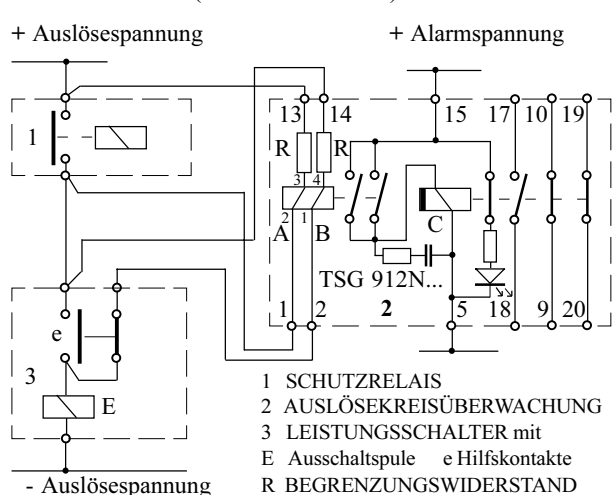 + Auslösespannung
+ Alarmspannung
13 14 15 17 10 19
1
R R
3 4
2 1
A B
C
TSG 912N...
e
1 2 2 5 18 9 20
3
E
1 SCHUTZRELAIS
2 AUSLÖSEKREISÜBERWACHUNG
3 LEISTUNGSSCHALTER mit
E Ausschaltspule e Hilfskontakte
R BEGRENZUNGSWIDERSTAND
- Auslösespannung